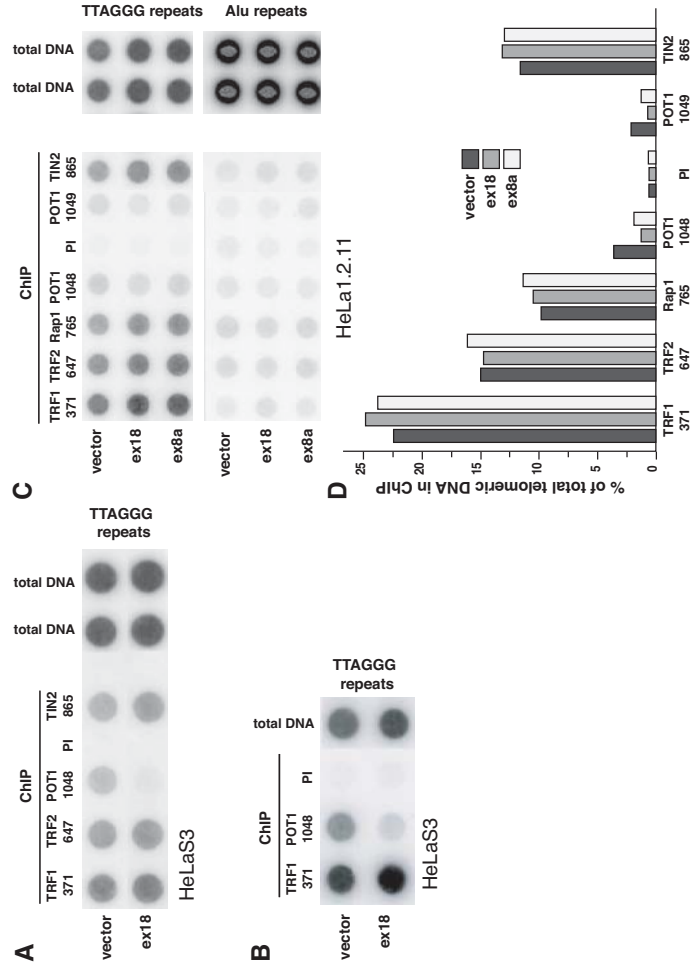 A
ChIP
TRF1 TRF2 POT1 PI TIN2 total DNA total DNA
371 647 1048 865
TTAGGG
repeats
vector
ex18
HeLaS3
B
ChIP
TRF1 POT1 PI total DNA
371 1048
TTAGGG
repeats
vector
ex18
HeLaS3
C
ChIP
TRF1 TRF2 Rap1 POT1 PI POT1 TIN2 total DNA total DNA
371 647 765 1048 1049 865
TTAGGG repeats
vector
ex18
ex8a
Alu repeats
vector
ex18
ex8a
HeLa1.2.11
D
% of total telomeric DNA in ChIP
25
20
15
10
5
0
vector
ex18
ex8a
TRF1 TRF2 Rap1 POT1 PI POT1 TIN2
371 647 765 1048 1049 865